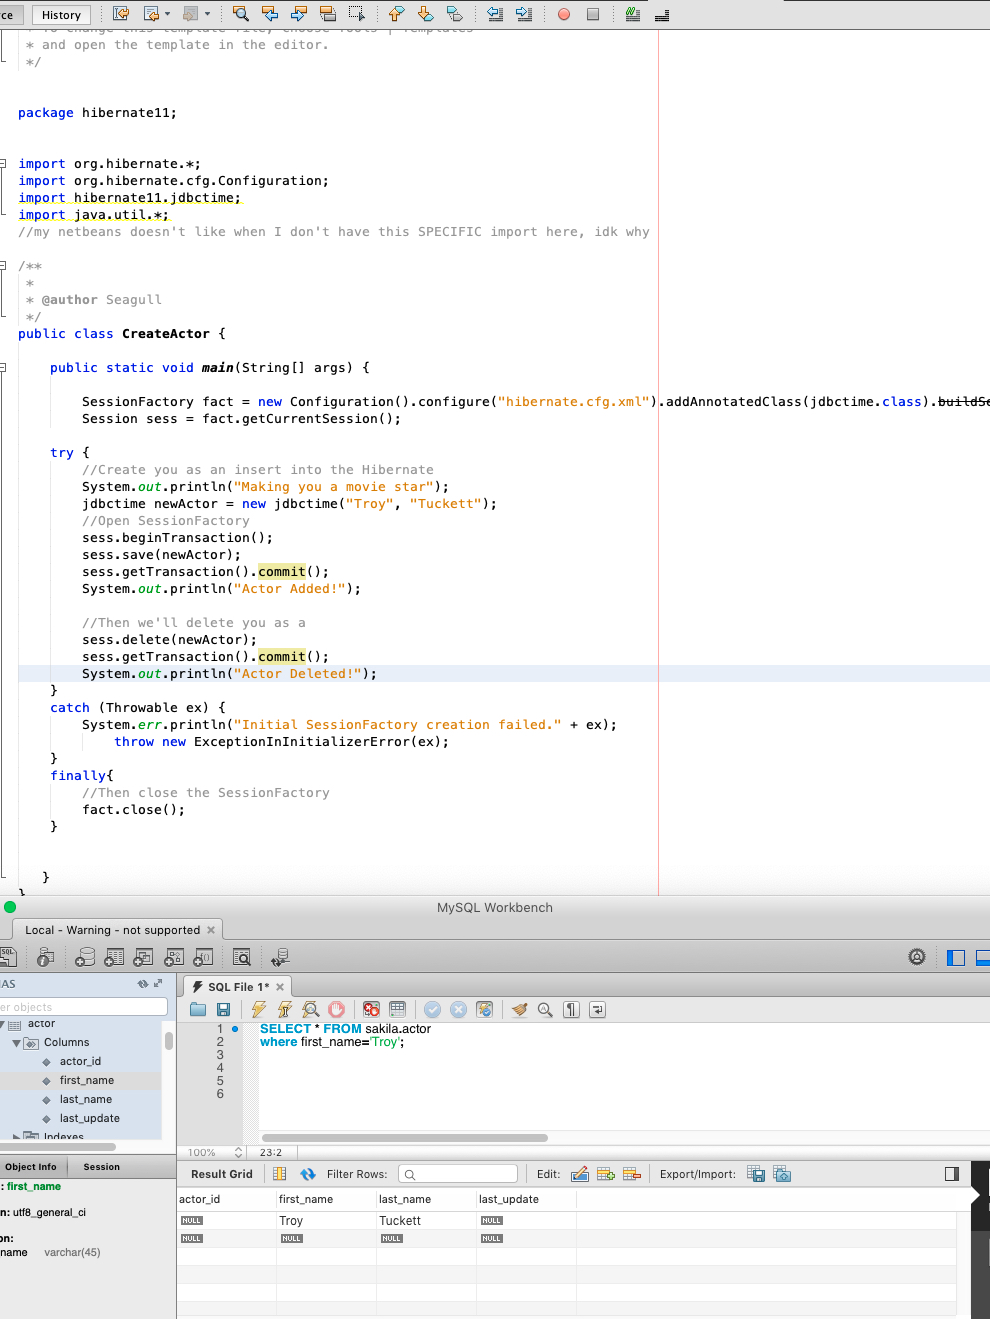 ce History
* To change this template file, choose Tools | Templates
* and open the template in the editor.
*/
package hibernate11;
import org.hibernate.*;
import org.hibernate.cfg.Configuration;
import hibernate11.jdbctime;
import java.util.*;
//my netbeans doesn't like when I don't have this SPECIFIC import here, idk why
/**
*
* @author Seagull
*/
public class CreateActor {
public static void main(String[] args) {
SessionFactory fact = new Configuration().configure("hibernate.cfg.xml").addAnnotatedClass(jdbctime.class).buildSe
Session sess = fact.getCurrentSession();
try {
//Create you as an insert into the Hibernate
System.out.println("Making you a movie star");
jdbctime newActor = new jdbctime("Troy", "Tuckett");
//Open SessionFactory
sess.beginTransaction();
sess.save(newActor);
sess.getTransaction().commit();
System.out.println("Actor Added!");
//Then we'll delete you as a
sess.delete(newActor);
sess.getTransaction().commit();
System.out.println("Actor Deleted!");
}
catch (Throwable ex) {
System.err.println("Initial SessionFactory creation failed." + ex);
throw new ExceptionInInitializerError(ex);
}
finally{
//Then close the SessionFactory
fact.close();
}
}
}
MySQL Workbench
Local - Warning - not supported
AS
SQL File 1*
er objects
actor
Columns
actor_id
first_name
last_name
last_update
Indexes
1 SELECT * FROM sakila.actor
2 where first_name='Troy';
3
4
5
6
100% 23:2
Object Info Session
: first_name
n: utf8_general_ci
on:
name varchar(45)
Result Grid Filter Rows: Edit: Export/Import:
actor_id first_name last_name last_update
NULL Troy Tuckett NULL
NULL NULL NULL NULL